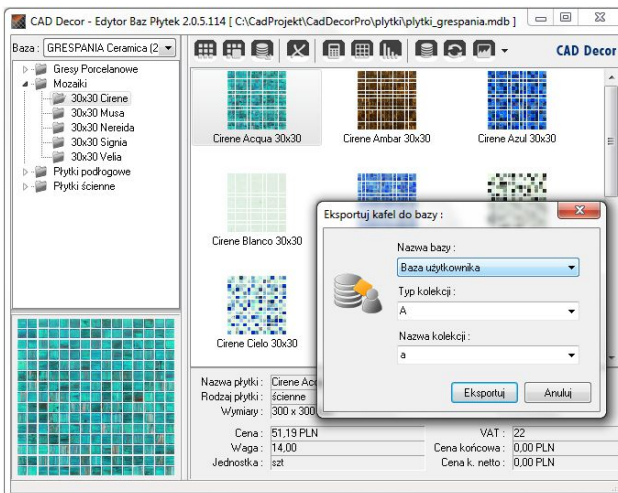 CAD Decor - Edytor Baz Płytek 2.0.5.114 [ C:\CadProjekt\CadDecorPro\plytki\plytki_grespania.mdb ]
Baza : GRESPANIA Ceramica (2
CAD Decor
Gresy Porcelanowe
Mozaiki
30x30 Cirene
30x30 Musa
30x30 Nereida
30x30 Signia
30x30 Velia
Płytki podłogowe
Płytki ścienne
Cirene Acqua 30x30
Cirene Ambar 30x30
Cirene Azul 30x30
Cirene Blanco 30x30
Cirene Cielo 30x30
Eksportuj kafel do bazy :
Nazwa bazy :
Baza użytkownika
Typ kolekcji :
A
Nazwa kolekcji :
a
Eksportuj
Anuluj
Nazwa płytki : Cirene Acq
Rodzaj płytki : ścienne
Wymiary : 300 x 300
Cena : 51,19 PLN
VAT : 22
Waga : 14,00
Cena końcowa : 0,00 PLN
Jednostka : szt
Cena k. netto : 0,00 PLN